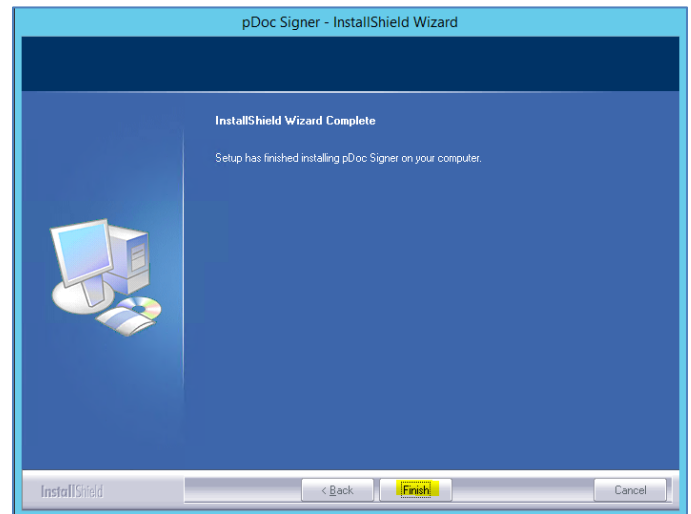 pDoc Signer - InstallShield Wizard
InstallShield Wizard Complete
Setup has finished installing pDoc Signer on your computer.
InstallShield
< Back
Finish
Cancel